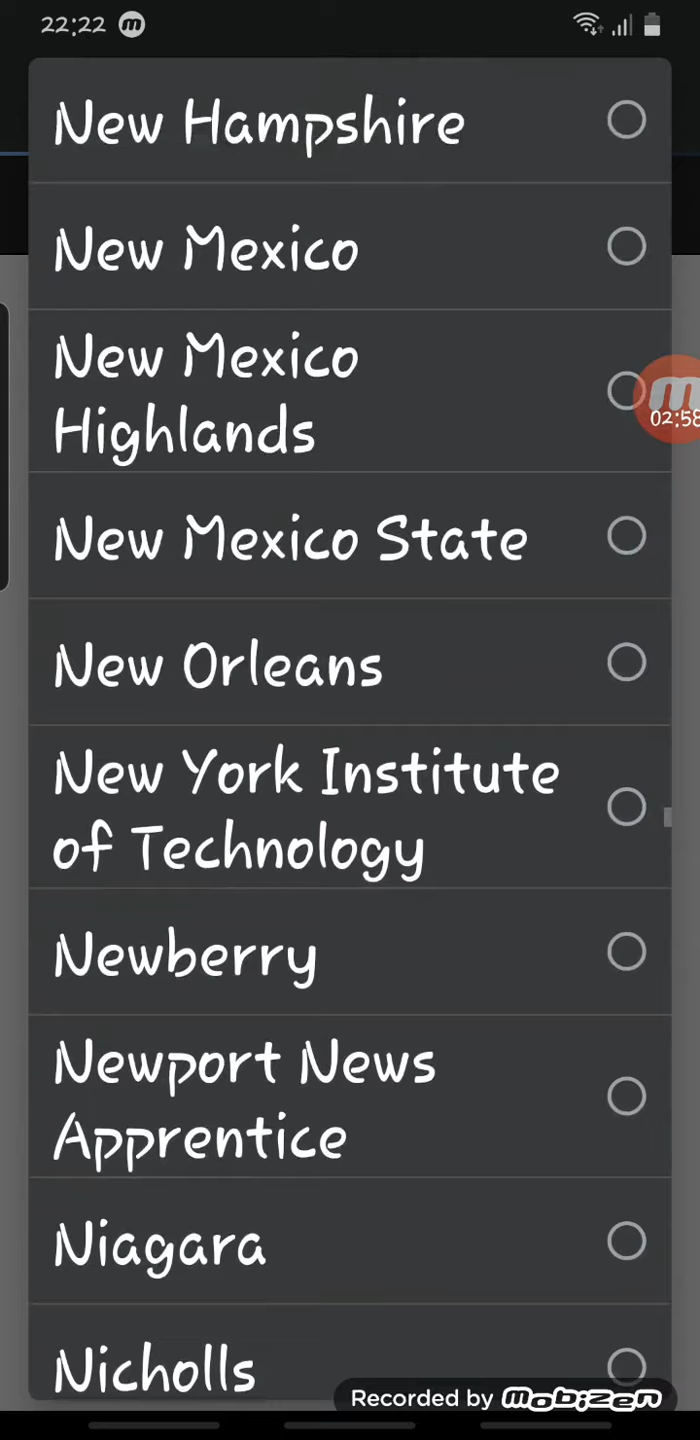 22:22 m
New Hampshire
New Mexico
New Mexico
Highlands
m
02:58
New Mexico State
New Orleans
New York Institute
of Technology
Newberry
Newport News
Apprentice
Niagara
Nicholls
Recorded by mobizen